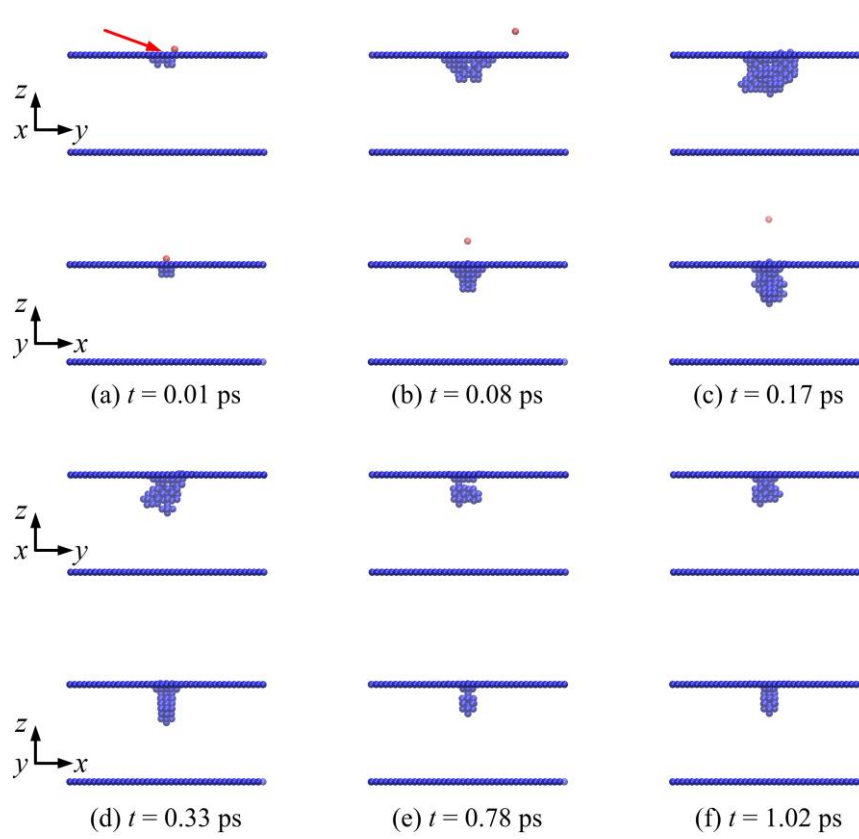 z
x y
z
y x
(a) t = 0.01 ps (b) t = 0.08 ps (c) t = 0.17 ps
z
x y
z
y x
(d) t = 0.33 ps (e) t = 0.78 ps (f) t = 1.02 ps